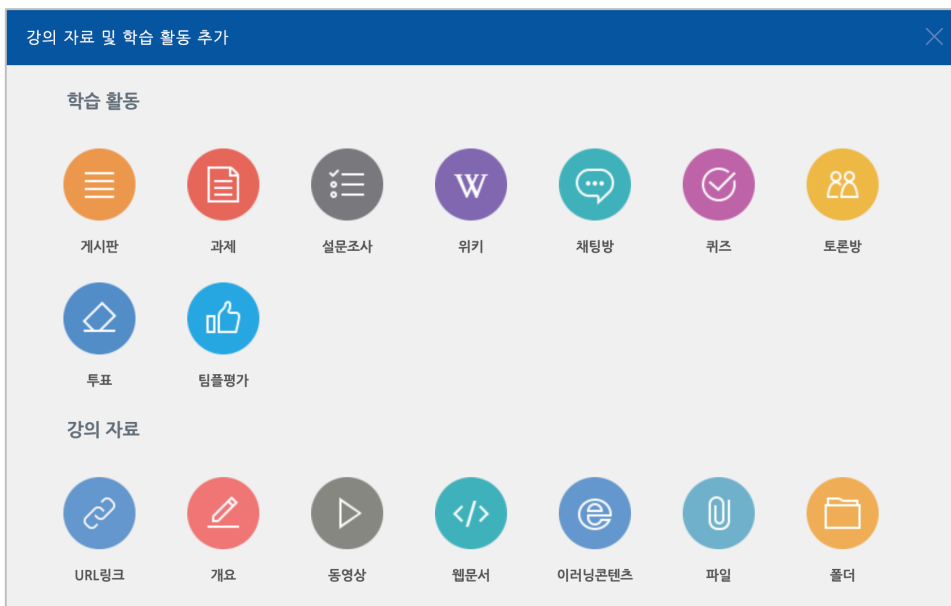 강의 자료 및 학습 활동 추가
학습 활동
게시판 과제 설문조사 위키 채팅방 퀴즈 토론방
투표 팀플평가
강의 자료
URL링크 개요 동영상 웹문서 이러닝콘텐츠 파일 폴더